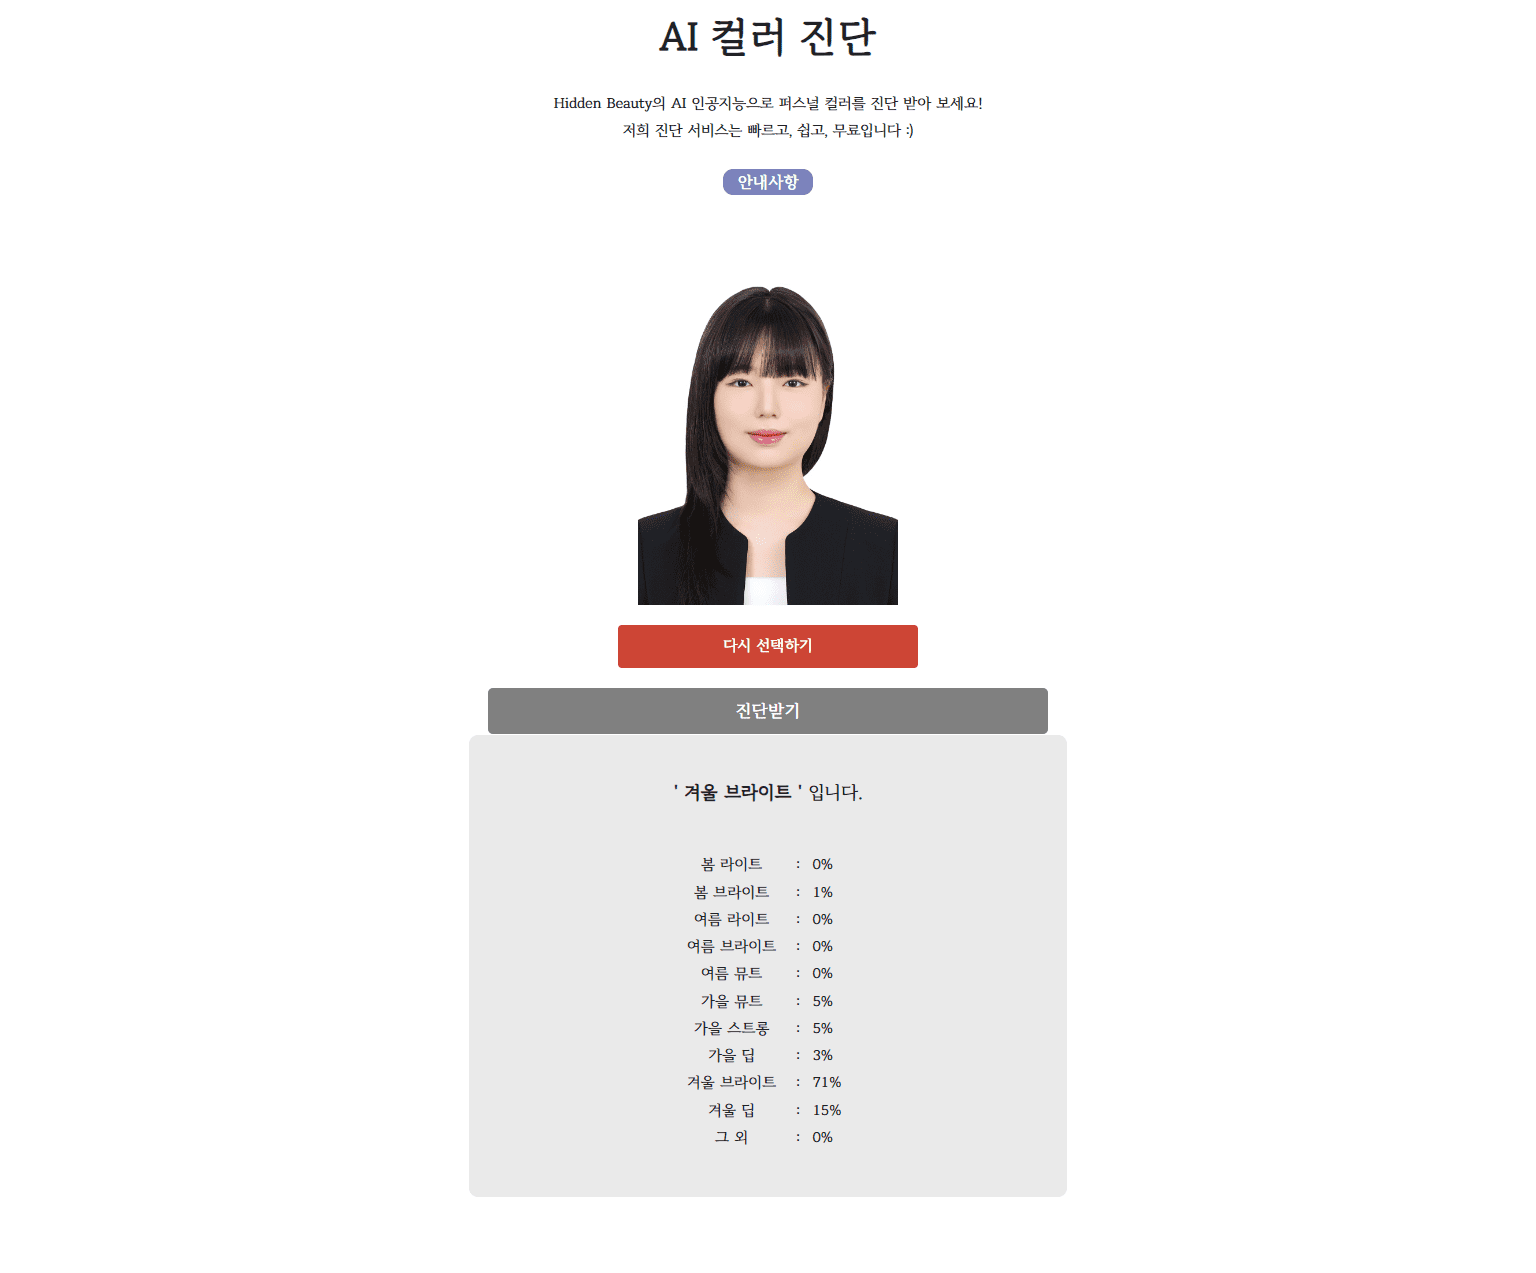 AI 컬러 진단
Hidden Beauty의 AI 인공지능으로 퍼스널 컬러를 진단 받아 보세요!
저희 진단 서비스는 빠르고, 쉽고, 무료입니다 :)
안내사항
다시 선택하기
진단받기
' 겨울 브라이트 ' 입니다.
봄 라이트 : 0%
봄 브라이트 : 1%
여름 라이트 : 0%
여름 브라이트 : 0%
여름 뮤트 : 0%
가을 뮤트 : 5%
가을 스트롱 : 5%
가을 딥 : 3%
겨울 브라이트 : 71%
겨울 딥 : 15%
그 외 : 0%